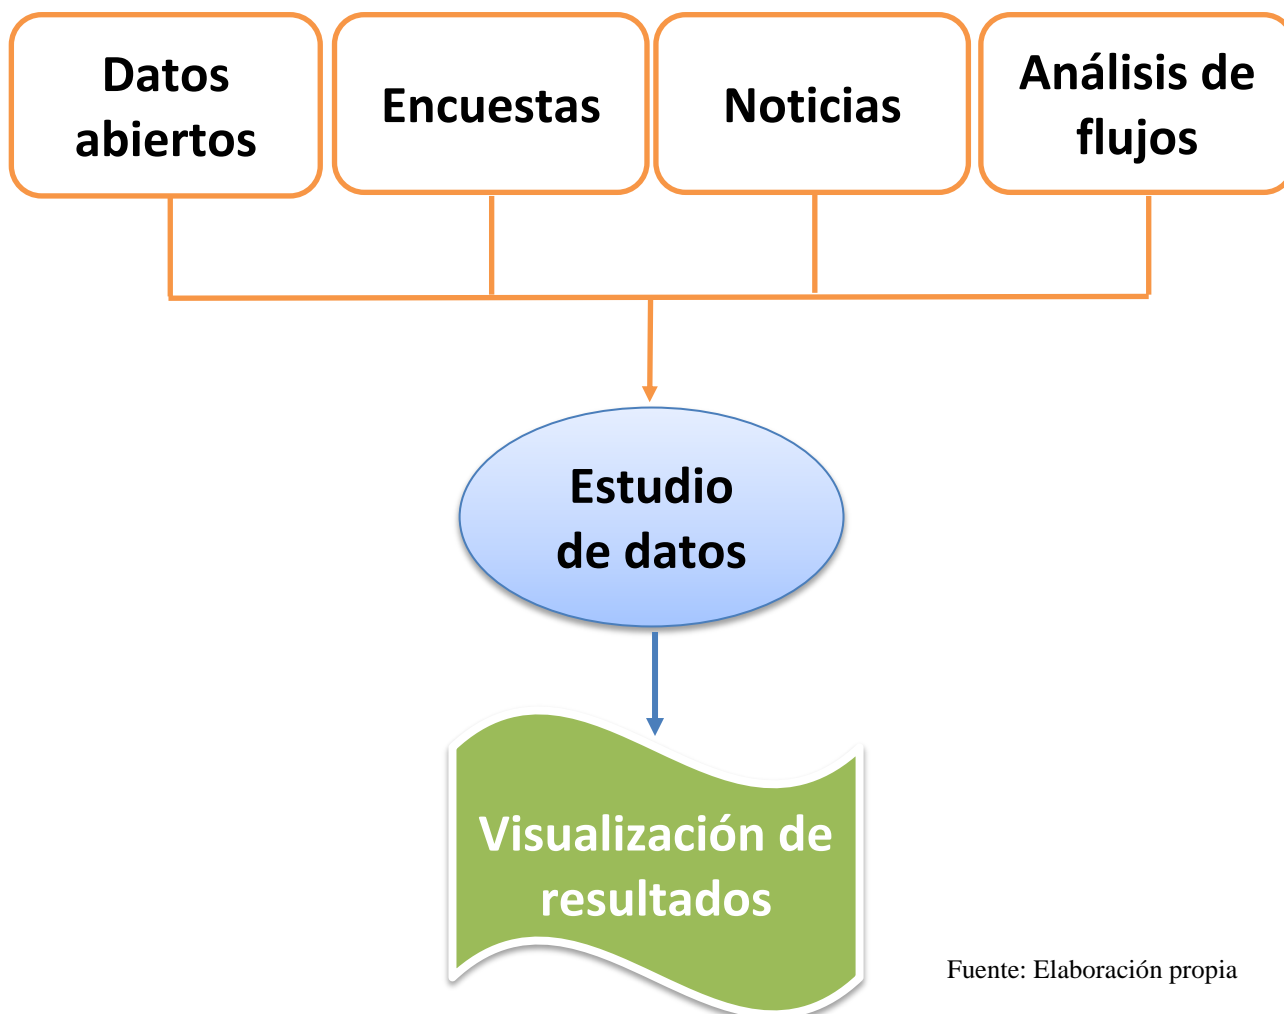 Datos
abiertos
Encuestas
Noticias
Análisis de
flujos
Estudio
de datos
Visualización de
resultados
Fuente: Elaboración propia